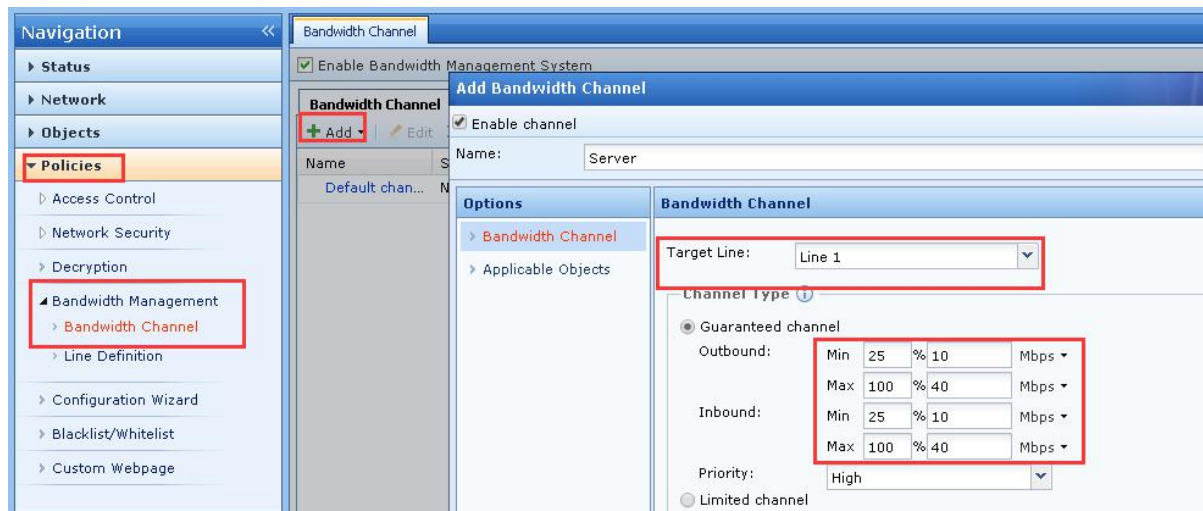 Navigation
Status
Network
Objects
Policies
Access Control
Network Security
Decryption
Bandwidth Management
Bandwidth Channel
Line Definition
Configuration Wizard
Blacklist/Whitelist
Custom Webpage
Bandwidth Channel
Enable Bandwidth Management System
Bandwidth Channel
Add Edit
Name S
Default chan... N
Add Bandwidth Channel
Enable channel
Name: Server
Options
Bandwidth Channel
Applicable Objects
Bandwidth Channel
Target Line: Line 1
Channel Type
Guaranteed channel
Outbound: Min 25 % 10 Mbps
Max 100 % 40 Mbps
Inbound: Min 25 % 10 Mbps
Max 100 % 40 Mbps
Priority: High
Limited channel